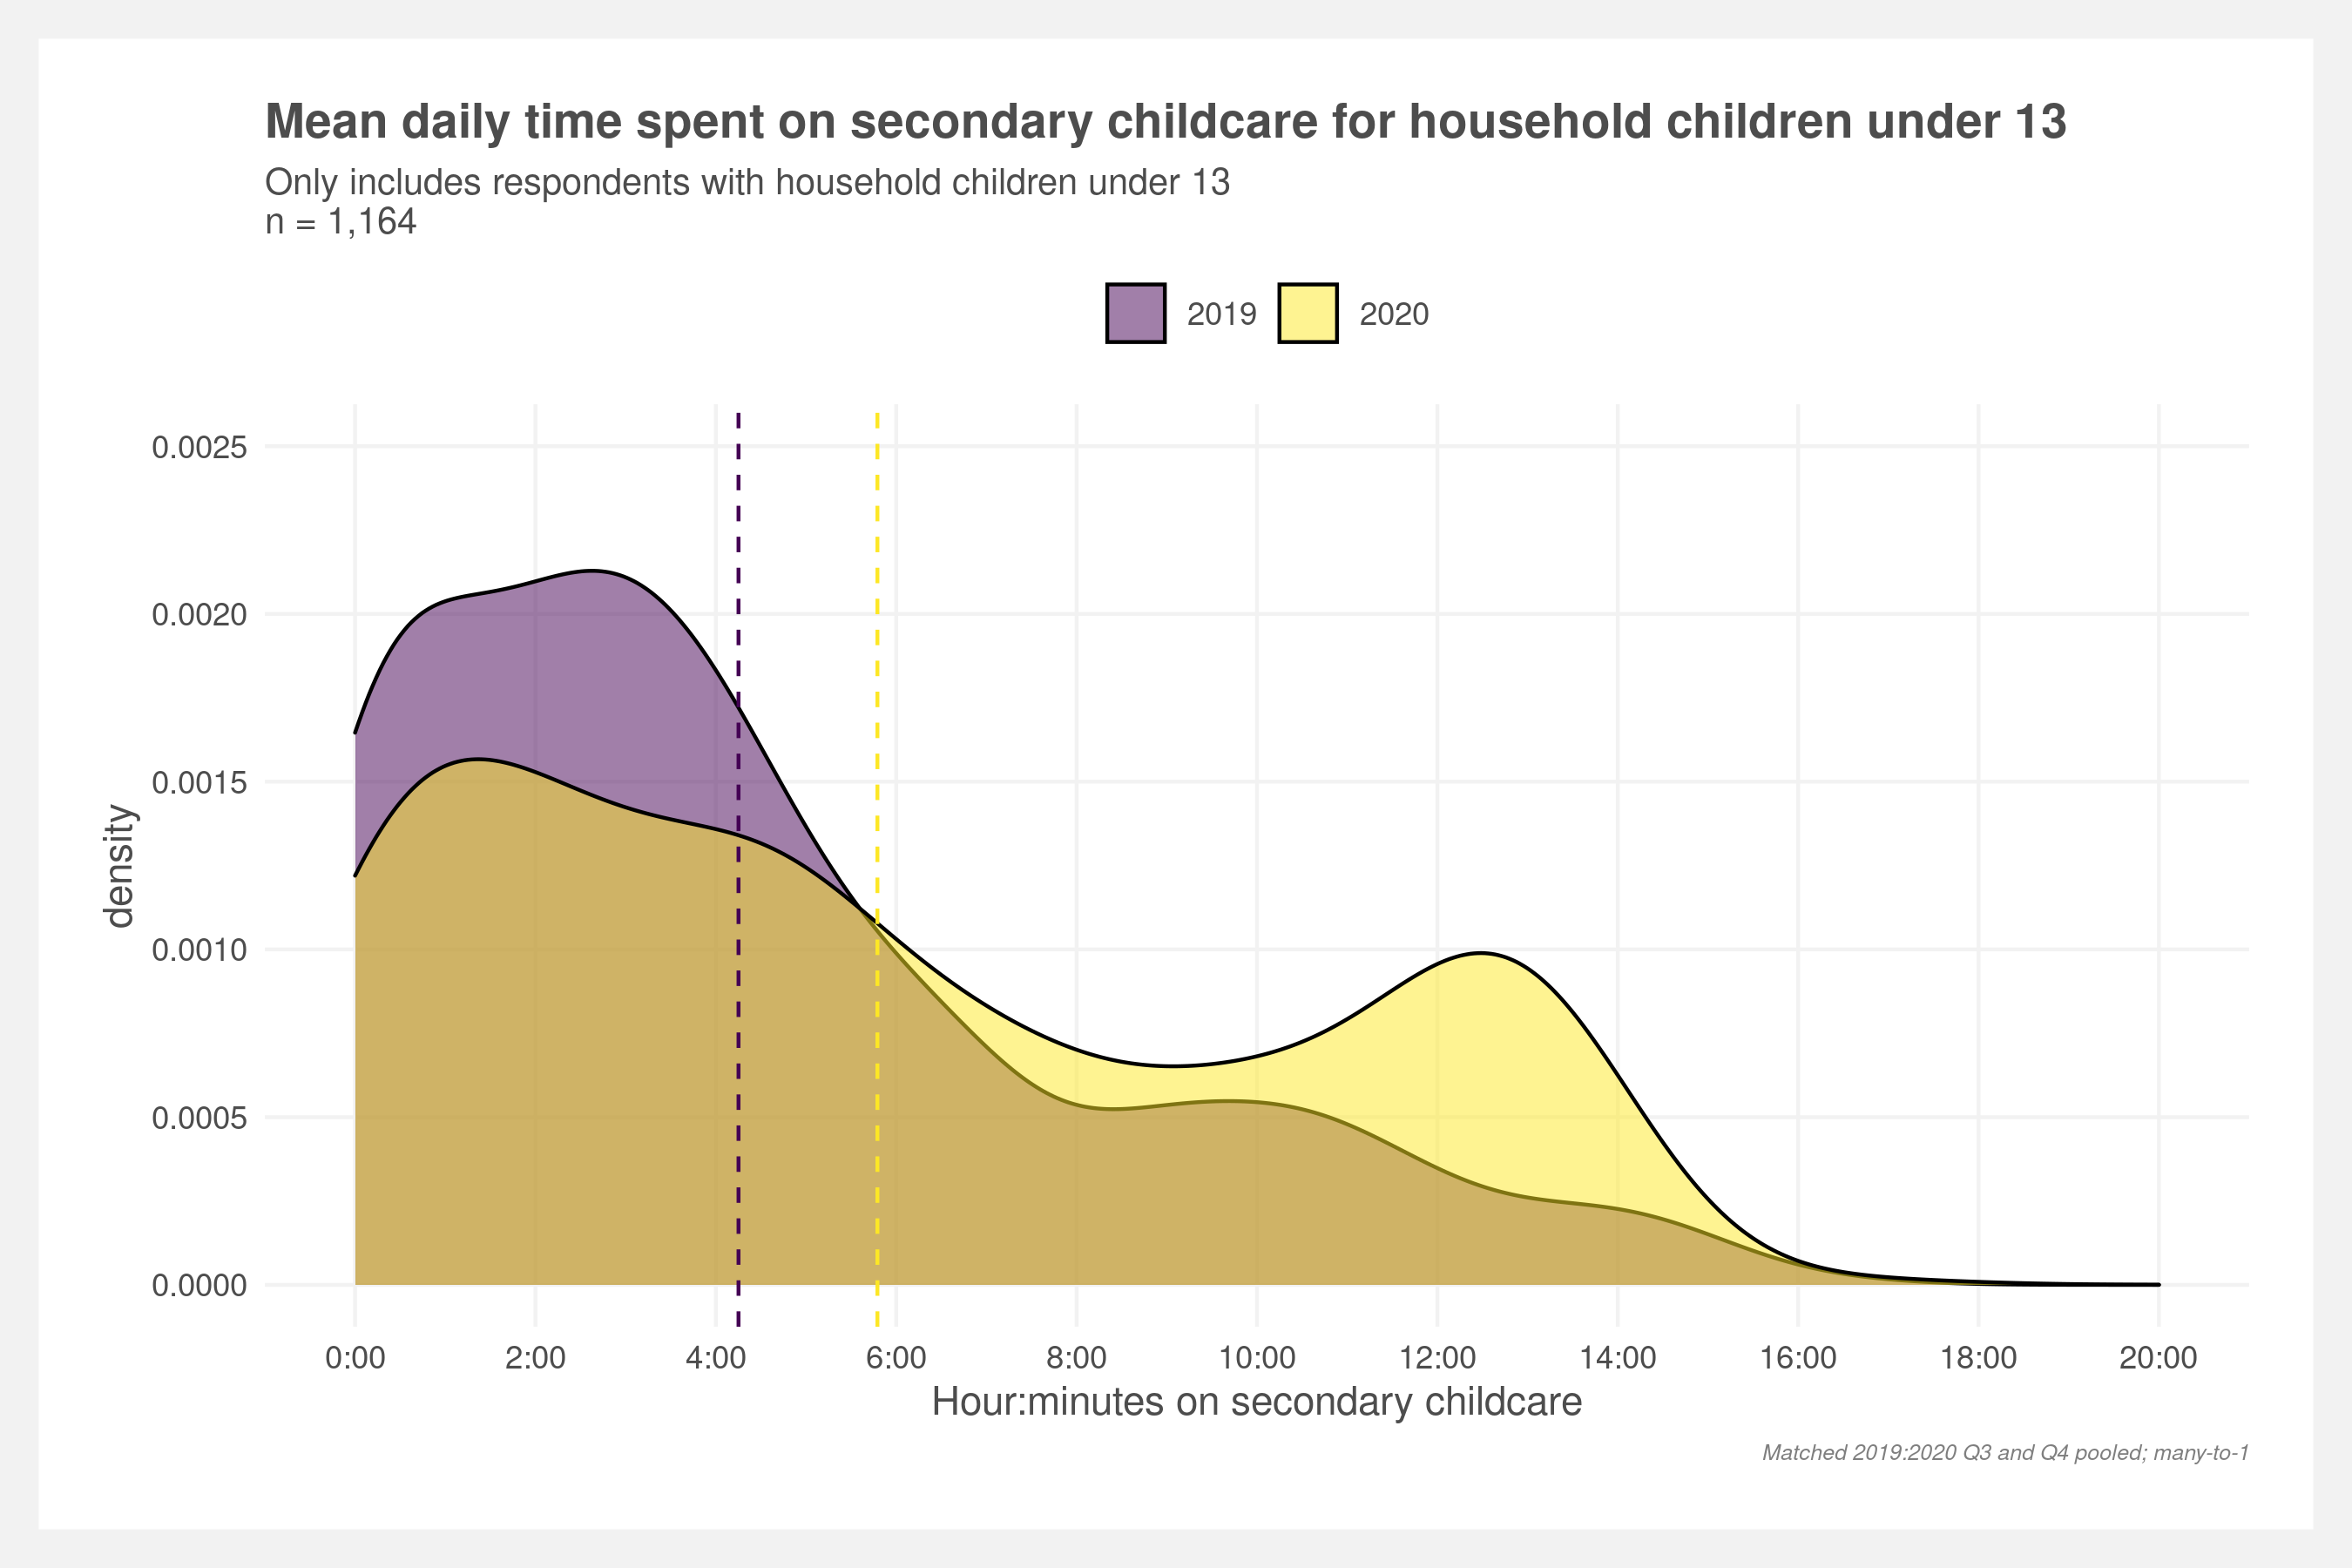 Mean daily time spent on secondary childcare for household children under 13
Only includes respondents with household children under 13
n = 1,164
2019 2020
0.0025
0.0020
0.0015
0.0010
0.0005
0.0000
density
0:00 2:00 4:00 6:00 8:00 10:00 12:00 14:00 16:00 18:00 20:00
Hour:minutes on secondary childcare
Matched 2019:2020 Q3 and Q4 pooled; many-to-1